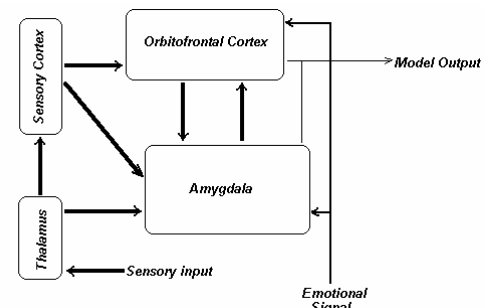 Orbitofrontal Cortex
Sensory Cortex
Model Output
Amygdala
Thalamus
Sensory input
Emotional
Signal